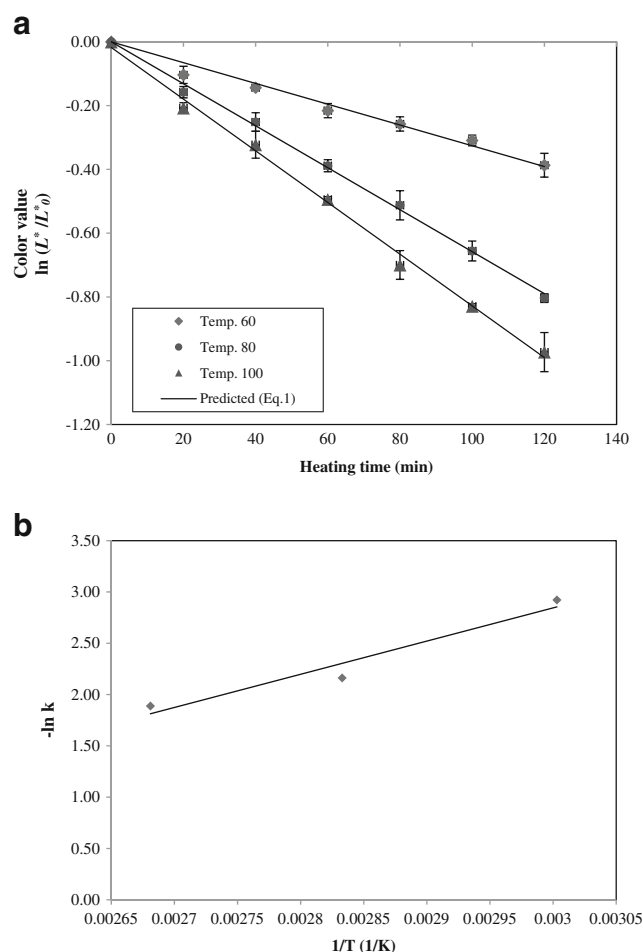 a
0.00
-0.20
-0.40
-0.60
-0.80
-1.00
-1.20
Color value
ln (L*/L*0)
Temp. 60
Temp. 80
Temp. 100
Predicted (Eq.1)
0 20 40 60 80 100 120 140
Heating time (min)
b
3.50
3.00
2.50
2.00
1.50
1.00
0.50
0.00
-ln k
0.00265 0.0027 0.00275 0.0028 0.00285 0.0029 0.00295 0.003 0.00305
1/T (1/K)